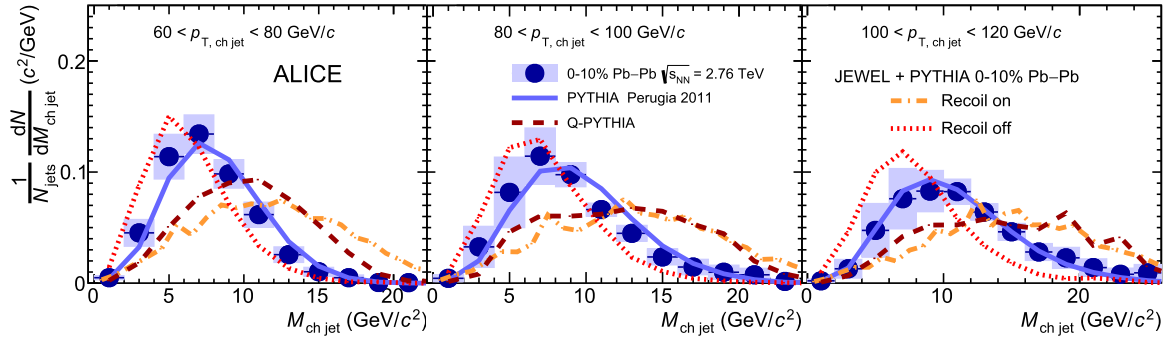 1/N_jets dN/dM_ch jet (c²/GeV)
0.2
0.1
0
60 < p_T, ch jet < 80 GeV/c
ALICE
0 5 10 15 20
M_ch jet (GeV/c²)
80 < p_T, ch jet < 100 GeV/c
0-10% Pb−Pb √s_NN = 2.76 TeV
PYTHIA Perugia 2011
Q-PYTHIA
0 5 10 15 20
M_ch jet (GeV/c²)
100 < p_T, ch jet < 120 GeV/c
JEWEL + PYTHIA 0-10% Pb−Pb
Recoil on
Recoil off
0 10 20
M_ch jet (GeV/c²)